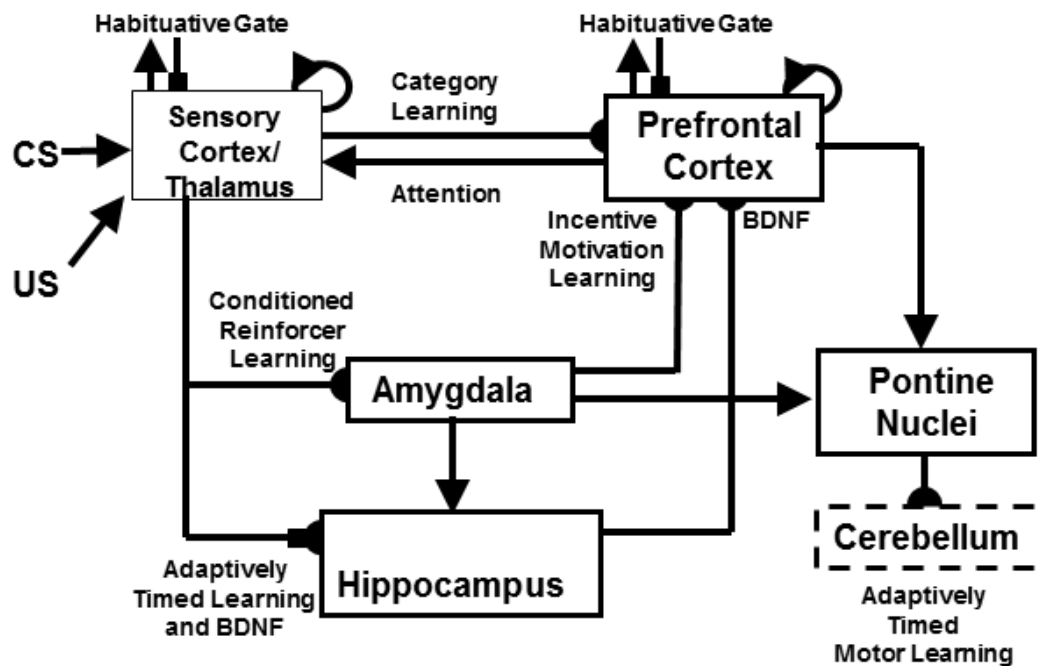 Habituative Gate
Habituative Gate
Sensory
Cortex/
Thalamus
Category
Learning
Prefrontal
Cortex
CS
Attention
US
Incentive
Motivation
Learning
BDNF
Conditioned
Reinforcer
Learning
Amygdala
Pontine
Nuclei
Hippocampus
Cerebellum
Adaptively
Timed Learning
and BDNF
Adaptively
Timed
Motor Learning